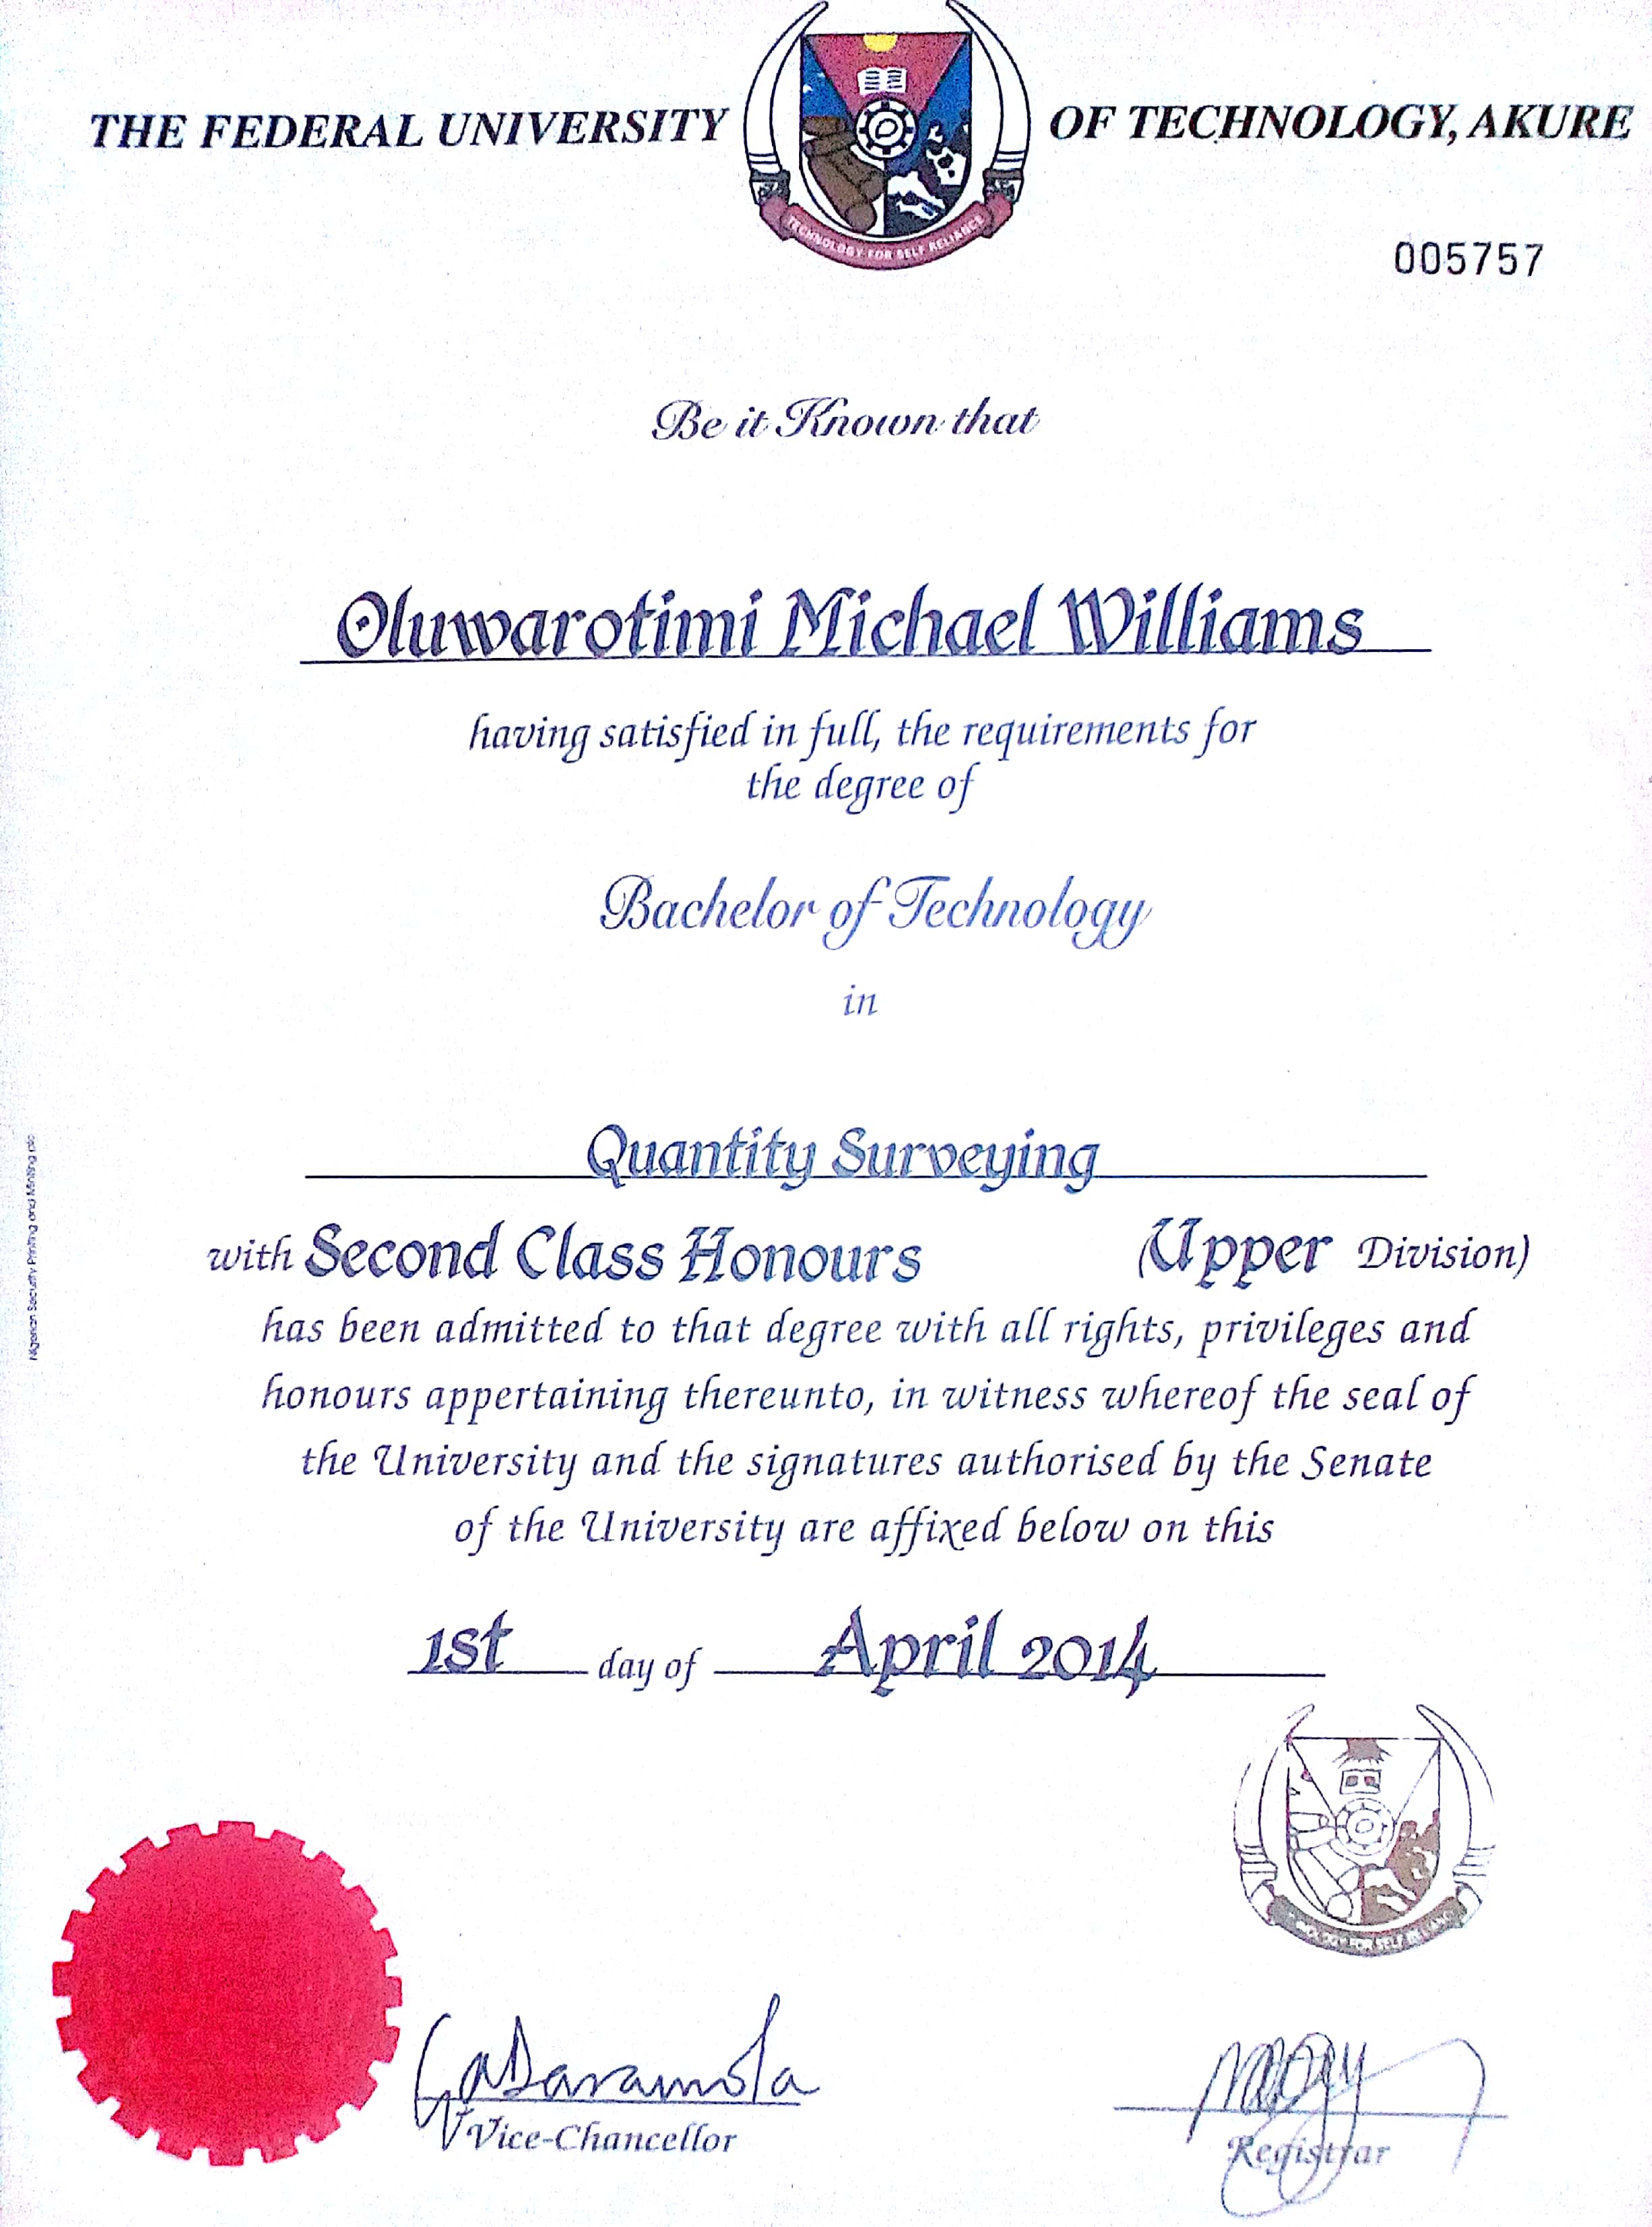 THE FEDERAL UNIVERSITY OF TECHNOLOGY, AKURE
TECHNOLOGY FOR SELF RELIANCE
005757
Be it Known that
Oluwarotimi Michael Williams
having satisfied in full, the requirements for
the degree of
Bachelor of Technology
in
Quantity Surveying
with Second Class Honours (Upper Division)
has been admitted to that degree with all rights, privileges and
honours appertaining thereunto, in witness whereof the seal of
the University and the signatures authorised by the Senate
of the University are affixed below on this
1st day of April 2014
OLOGY FOR SELF RELIANC
Vice-Chancellor
Registrar
Nigerian Security Printing and Minting plc